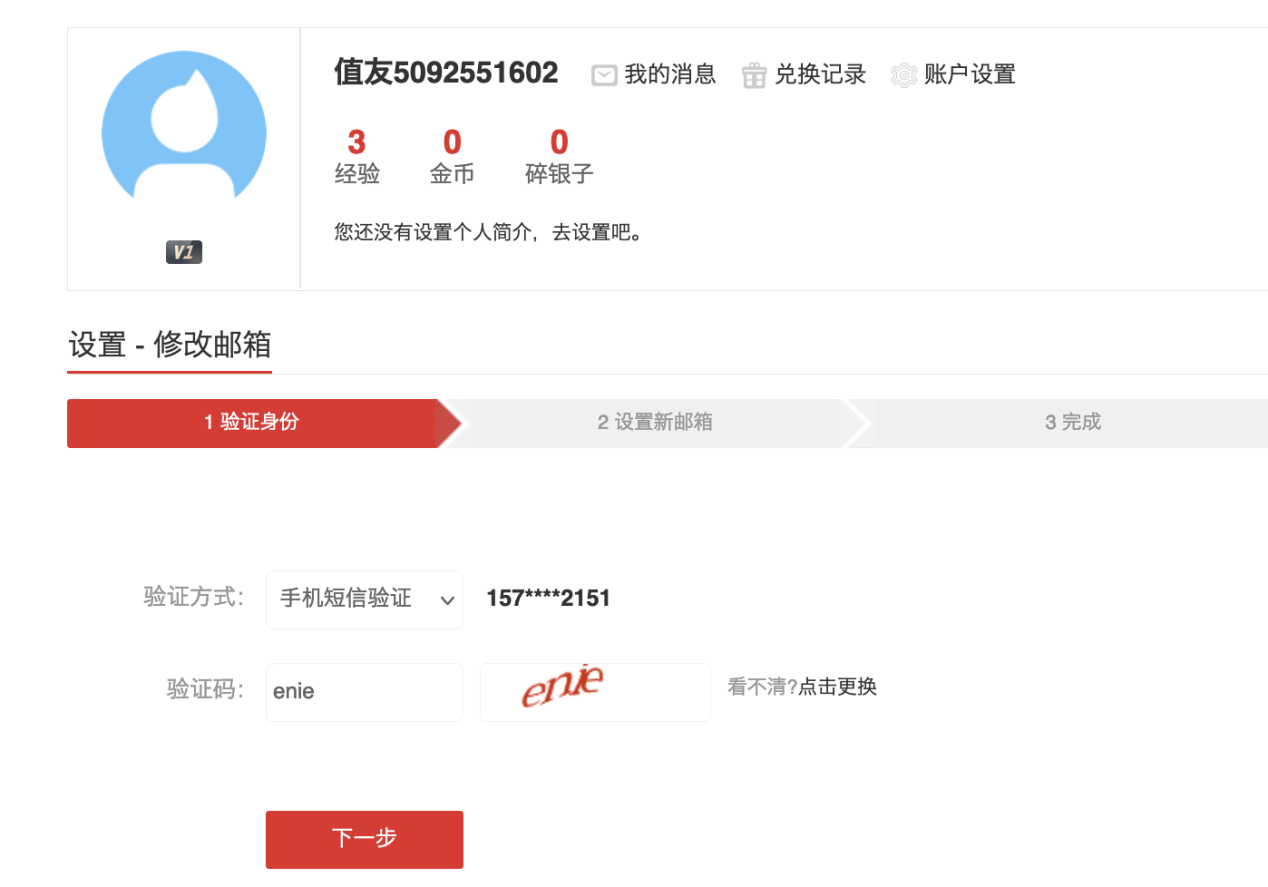 值友5092551602 我的消息 兑换记录 账户设置
3 0 0
经验 金币 碎银子
您还没有设置个人简介，去设置吧。
V1
设置 - 修改邮箱
1 验证身份 2 设置新邮箱 3 完成
验证方式： 手机短信验证 157****2151
验证码： enie enie 看不清?点击更换
下一步